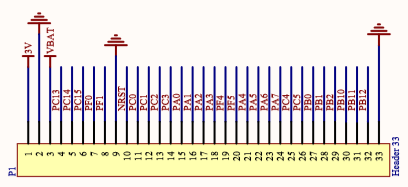 3V
VBAT
PC13
PC14
PC15
PF0
PF1
NRST
PC0
PC1
PC2
PC3
PA0
PA1
PA2
PA3
PF4
PF5
PA4
PA5
PA6
PA7
PC4
PC5
PB0
PB1
PB2
PB10
PB11
PB12
1
2
3
4
5
6
7
8
9
10
11
12
13
14
15
16
17
18
19
20
21
22
23
24
25
26
27
28
29
30
31
32
33
P1
Header 33